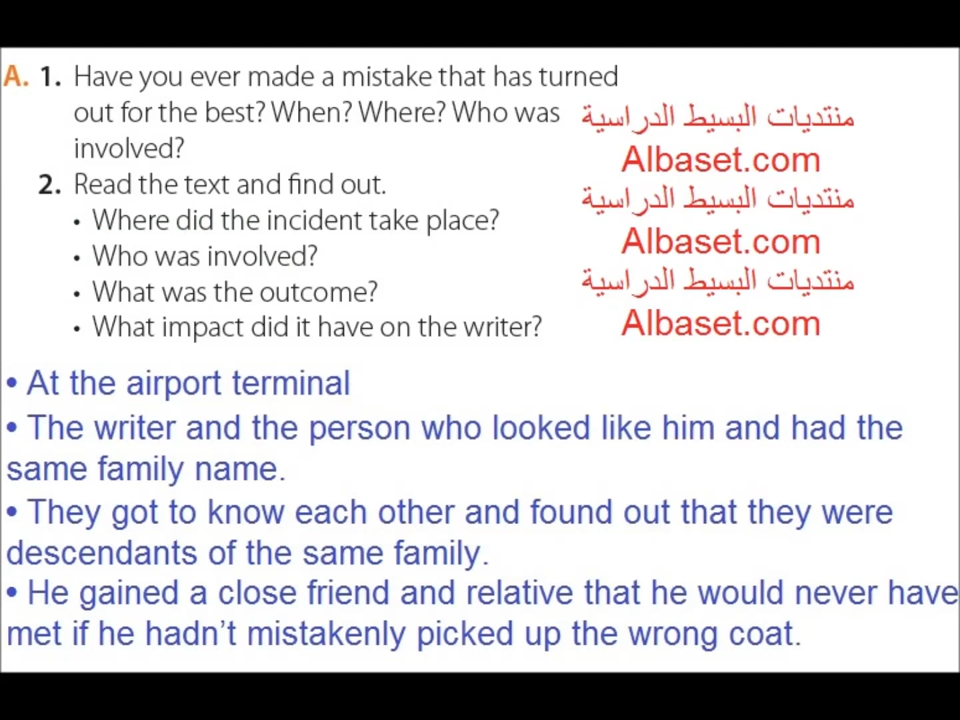 A. 1. Have you ever made a mistake that has turned
out for the best? When? Where? Who was
involved?
2. Read the text and find out.
• Where did the incident take place?
• Who was involved?
• What was the outcome?
• What impact did it have on the writer?
منتديات البسيط الدراسية
Albaset.com
منتديات البسيط الدراسية
Albaset.com
منتديات البسيط الدراسية
Albaset.com
• At the airport terminal
• The writer and the person who looked like him and had the
same family name.
• They got to know each other and found out that they were
descendants of the same family.
• He gained a close friend and relative that he would never have
met if he hadn't mistakenly picked up the wrong coat.